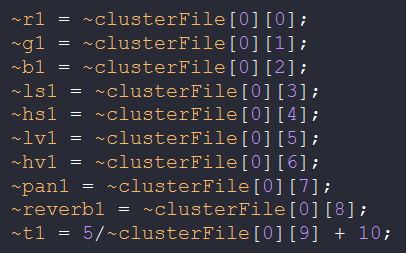 ~r1 = ~clusterFile[0][0];
~g1 = ~clusterFile[0][1];
~b1 = ~clusterFile[0][2];
~ls1 = ~clusterFile[0][3];
~hs1 = ~clusterFile[0][4];
~lv1 = ~clusterFile[0][5];
~hv1 = ~clusterFile[0][6];
~pan1 = ~clusterFile[0][7];
~reverb1 = ~clusterFile[0][8];
~t1 = 5/~clusterFile[0][9] + 10;